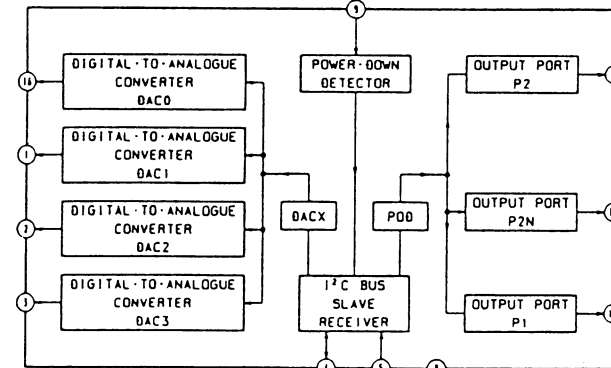 9
DIGITAL-TO-ANALOGUE
CONVERTER
DAC0
16
POWER-DOWN
DETECTOR
OUTPUT PORT
P2
DIGITAL-TO-ANALOGUE
CONVERTER
DAC1
1
DIGITAL-TO-ANALOGUE
CONVERTER
DAC2
2
DACX
POD
OUTPUT PORT
P2N
DIGITAL-TO-ANALOGUE
CONVERTER
DAC3
3
I²C BUS
SLAVE
RECEIVER
OUTPUT PORT
P1